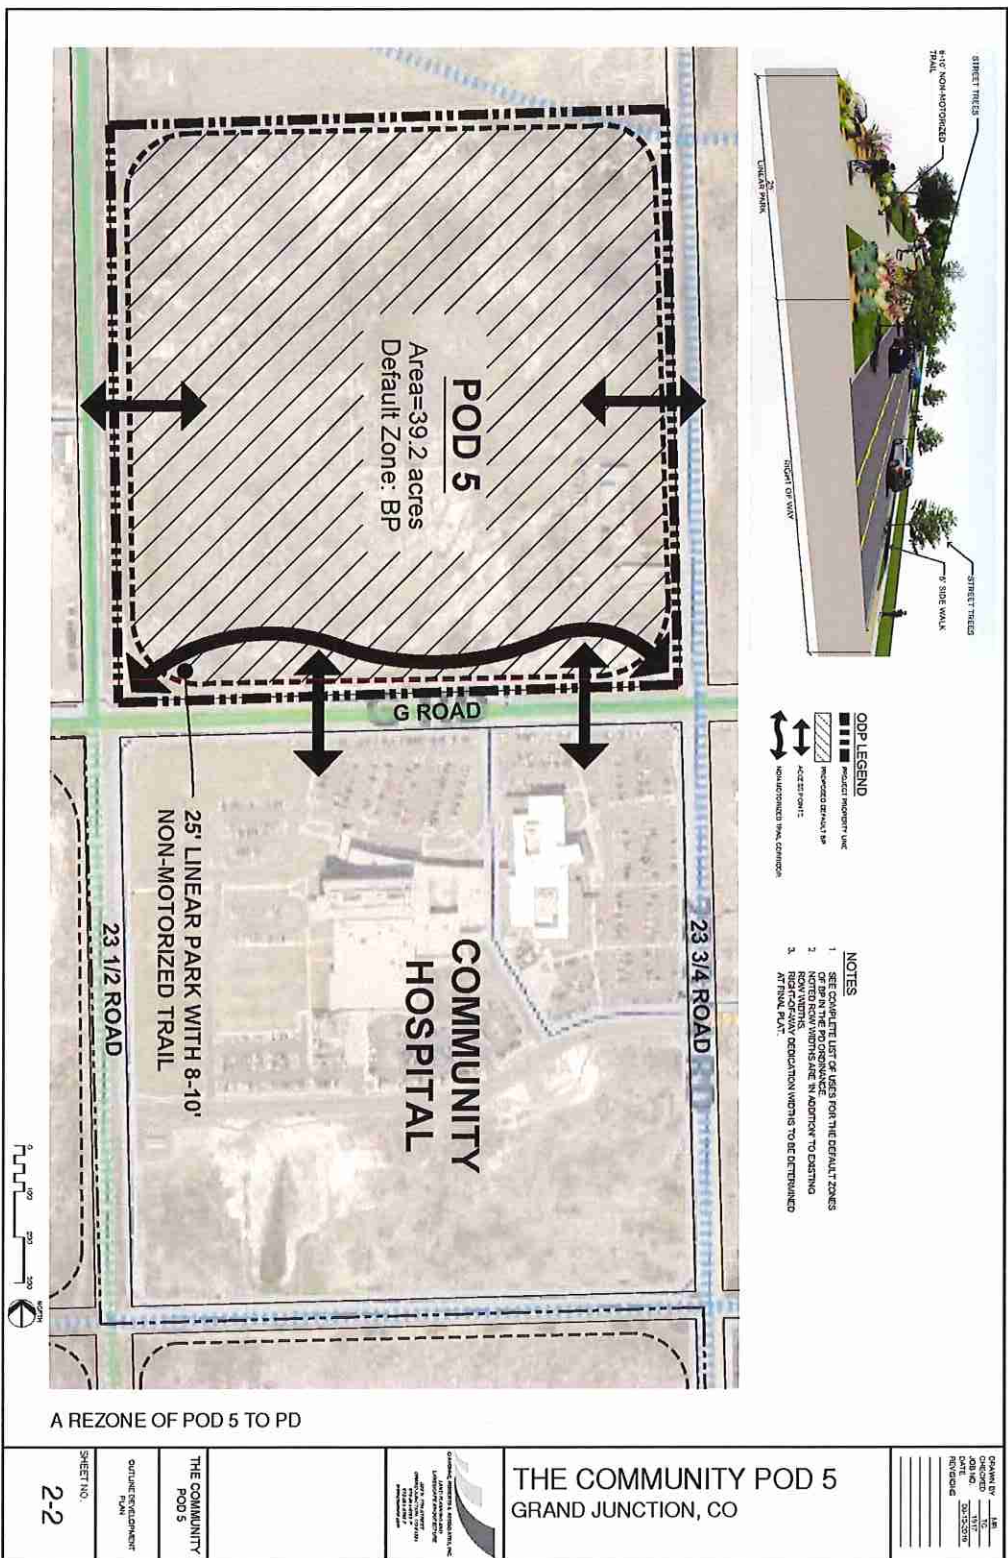 STREET TREES
8-10' NON-MOTORIZED
TRAIL
25'
LINEAR PARK
RIGHT OF WAY
STREET TREES
5' SIDE WALK
ODP LEGEND
PROJECT PROPERTY LINE
PROPOSED DEFAULT BP
ACCESS POINTS
NON-MOTORIZED TRAIL CORRIDOR
NOTES
1 SEE COMPLETE LIST OF USES FOR THE DEFAULT ZONES
OF BP IN THE PD ORDINANCE.
2. NOTED ROW WIDTHS ARE 'IN ADDITION' TO EXISTING
ROW WIDTHS.
3. RIGHT-OF-WAY DEDICATION WIDTHS TO BE DETERMINED
AT FINAL PLAT.
POD 5
Area=39.2 acres
Default Zone: BP
G ROAD
23 3/4 ROAD
COMMUNITY
HOSPITAL
25' LINEAR PARK WITH 8-10'
NON-MOTORIZED TRAIL
23 1/2 ROAD
NORTH
A REZONE OF POD 5 TO PD
DRAWN BY
CHECKED TC
JOB NO.
DATE
REVISIONS
THE COMMUNITY POD 5
GRAND JUNCTION, CO
THE COMMUNITY
POD 5
OUTLINE DEVELOPMENT
PLAN
SHEET NO.
2-2